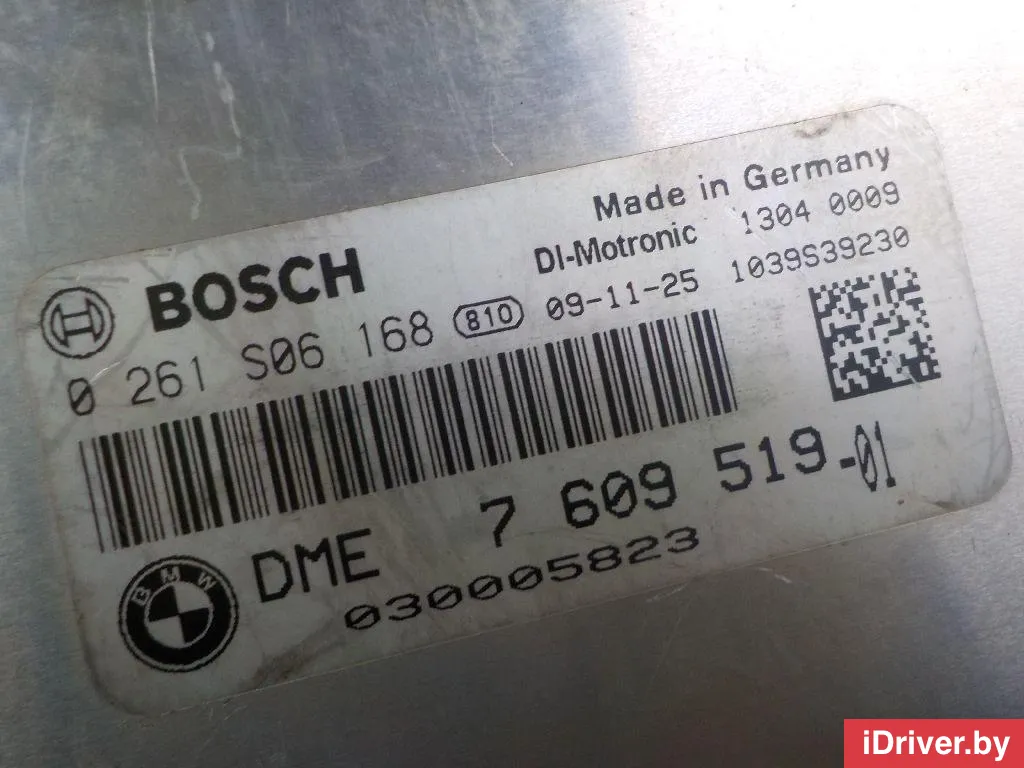 Made in Germany
BOSCH
DI-Motronic 1304 0009
0 261 S06 168 810 09-11-25 1039S39230
DME 7 609 519-01
BMW
030005823
iDriver.by